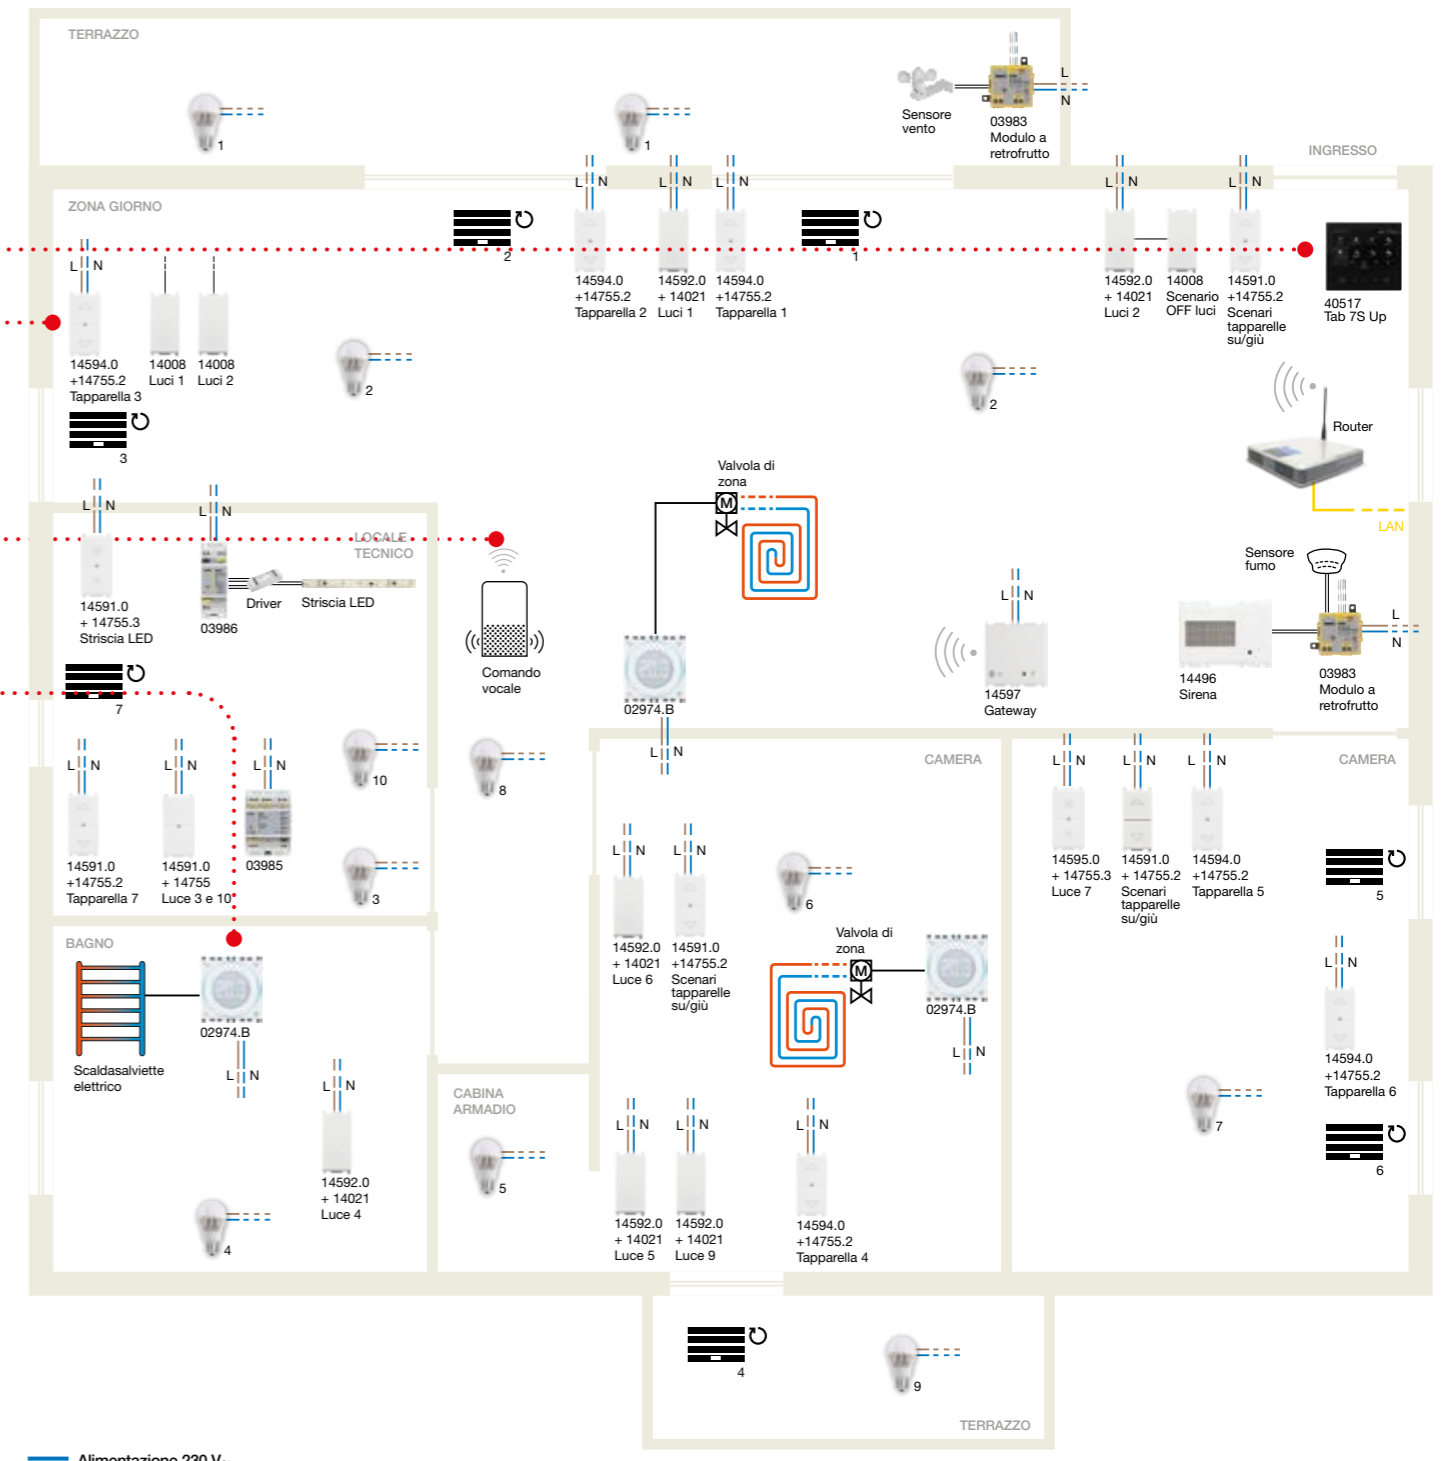 TERRAZZO
1
1
Sensore
vento
L
N
03983
Modulo a
retrofrutto
INGRESSO
ZONA GIORNO
L N
14594.0
+14755.2
Tapparella 3
14008
Luci 1
14008
Luci 2
3
2
L N
14594.0
+14755.2
Tapparella 2
L N
14592.0
+ 14021
Luci 1
L N
14594.0
+14755.2
Tapparella 1
1
L N
14592.0
+ 14021
Luci 2
14008
Scenario
OFF luci
L N
14591.0
+14755.2
Scenari
tapparelle
su/giù
40517
Tab 7S Up
2
2
Router
LAN
Valvola di
zona
M
02974.B
L N
L N
14597
Gateway
Sensore
fumo
14496
Sirena
L
N
03983
Modulo a
retrofrutto
LOCALE
TECNICO
L N
14591.0
+ 14755.3
Striscia LED
L N
03986
Driver
Striscia LED
Comando
vocale
7
L N
14591.0
+14755.2
Tapparella 7
L N
14591.0
+ 14755
Luce 3 e 10
L N
03985
10
3
8
BAGNO
Scaldasalviette
elettrico
02974.B
L N
L N
14592.0
+ 14021
Luce 4
4
CABINA
ARMADIO
5
CAMERA
L N
14592.0
+ 14021
Luce 6
L N
14591.0
+14755.2
Scenari
tapparelle
su/giù
6
Valvola di
zona
M
02974.B
L N
L N
14592.0
+ 14021
Luce 5
L N
14592.0
+ 14021
Luce 9
L N
14594.0
+14755.2
Tapparella 4
CAMERA
L N
14595.0
+ 14755.3
Luce 7
L N
14591.0
+ 14755.2
Scenari
tapparelle
su/giù
L N
14594.0
+14755.2
Tapparella 5
5
L N
14594.0
+14755.2
Tapparella 6
7
6
4
9
TERRAZZO
Alimentazione 230 V~